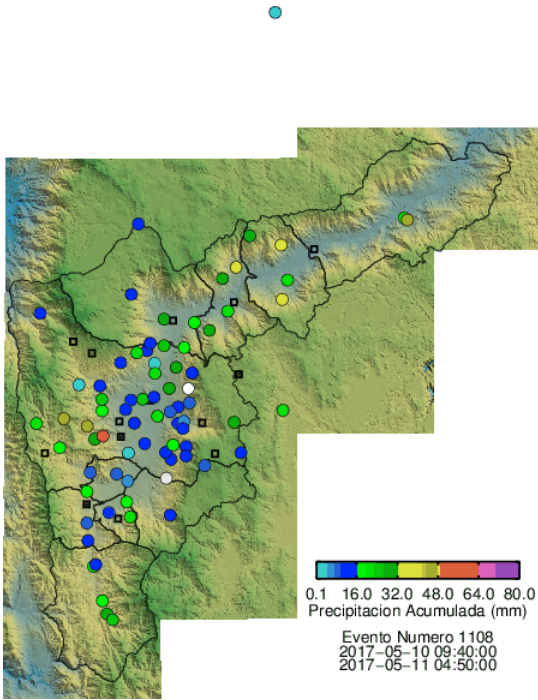 0.1 16.0 32.0 48.0 64.0 80.0
Precipitacion Acumulada (mm)
Evento Numero 1108
2017-05-10 09:40:00
2017-05-11 04:50:00